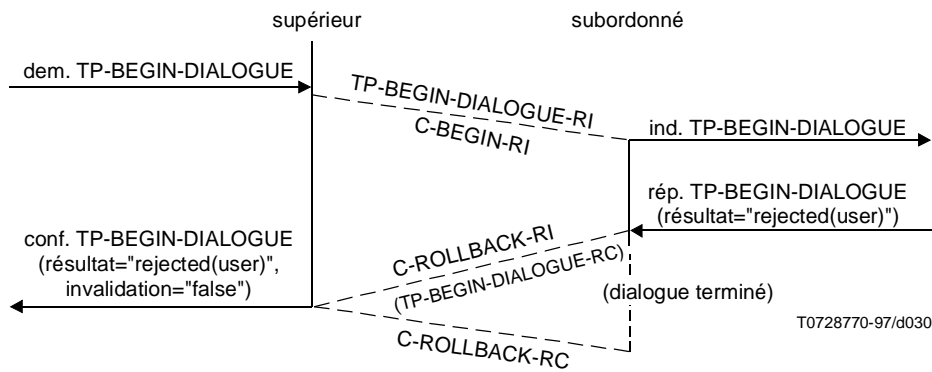 supérieur
subordonné
dem. TP-BEGIN-DIALOGUE
TP-BEGIN-DIALOGUE-RI
C-BEGIN-RI
ind. TP-BEGIN-DIALOGUE
rép. TP-BEGIN-DIALOGUE
(résultat="rejected(user)")
conf. TP-BEGIN-DIALOGUE
(résultat="rejected(user)",
invalidation="false")
C-ROLLBACK-RI
(TP-BEGIN-DIALOGUE-RC)
(dialogue terminé)
C-ROLLBACK-RC
T0728770-97/d030